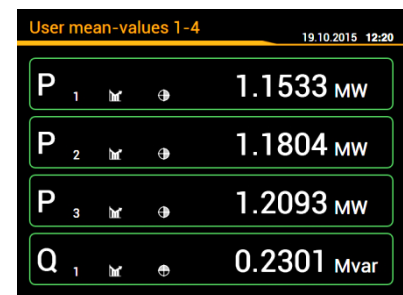 User mean-values 1-4
19.10.2015 12:20
P 1 1.1533 MW
P 2 1.1804 MW
P 3 1.2093 MW
Q 1 0.2301 Mvar